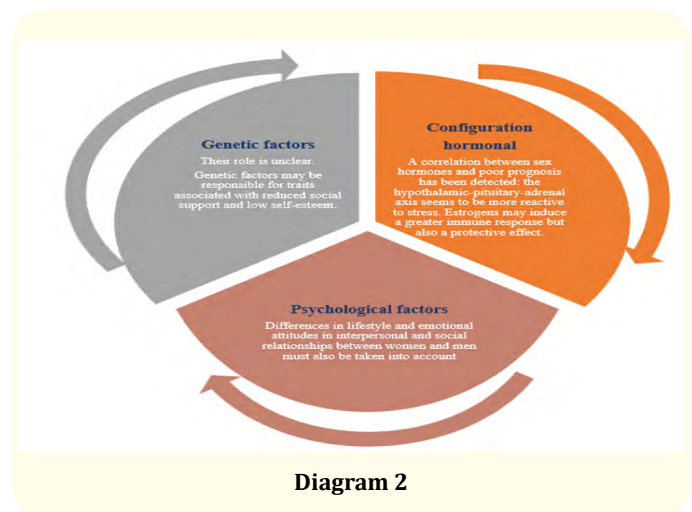 Genetic factors
Their role is unclear.
Genetic factors may be
responsible for traits
associated with reduced social
support and low self-esteem.
Configuration
hormonal
A correlation between sex
hormones and poor prognosis
has been detected: the
hypothalamic-pituitary-adrenal
axis seems to be more reactive
to stress. Estrogens may induce
a greater immune response but
also a protective effect.
Psychological factors
Differences in lifestyle and emotional
attitudes in interpersonal and social
relationships between women and men
must also be taken into account
Diagram 2